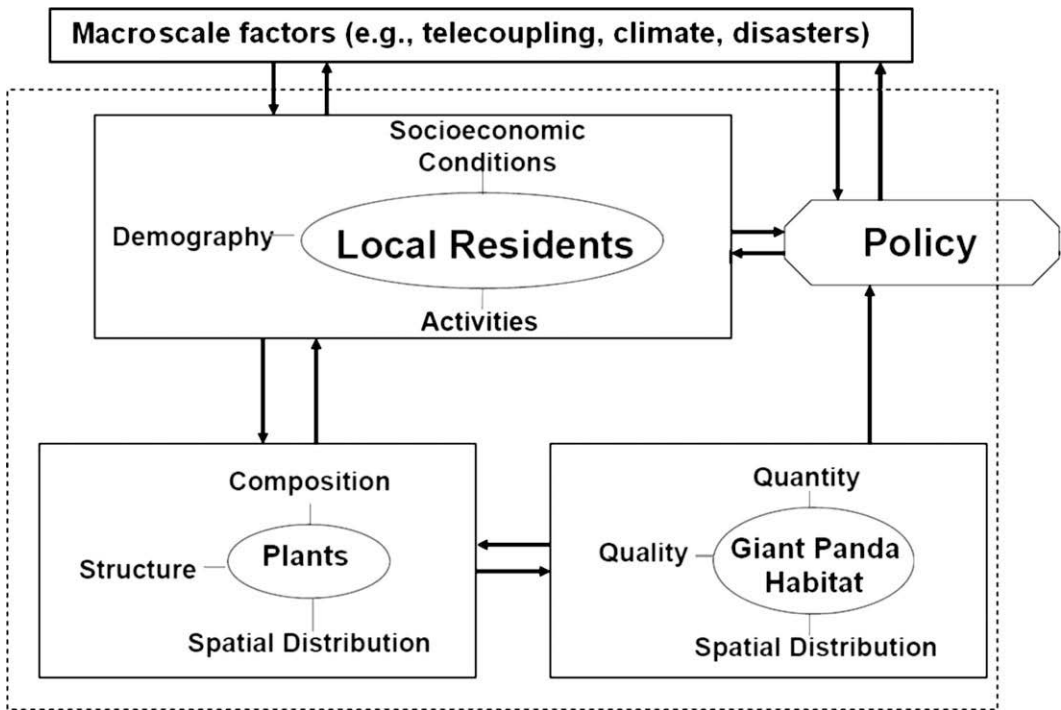 Macroscale factors (e.g., telecoupling, climate, disasters)
Socioeconomic
Conditions
Demography
Local Residents
Policy
Activities
Composition
Structure
Plants
Spatial Distribution
Quantity
Quality
Giant Panda
Habitat
Spatial Distribution